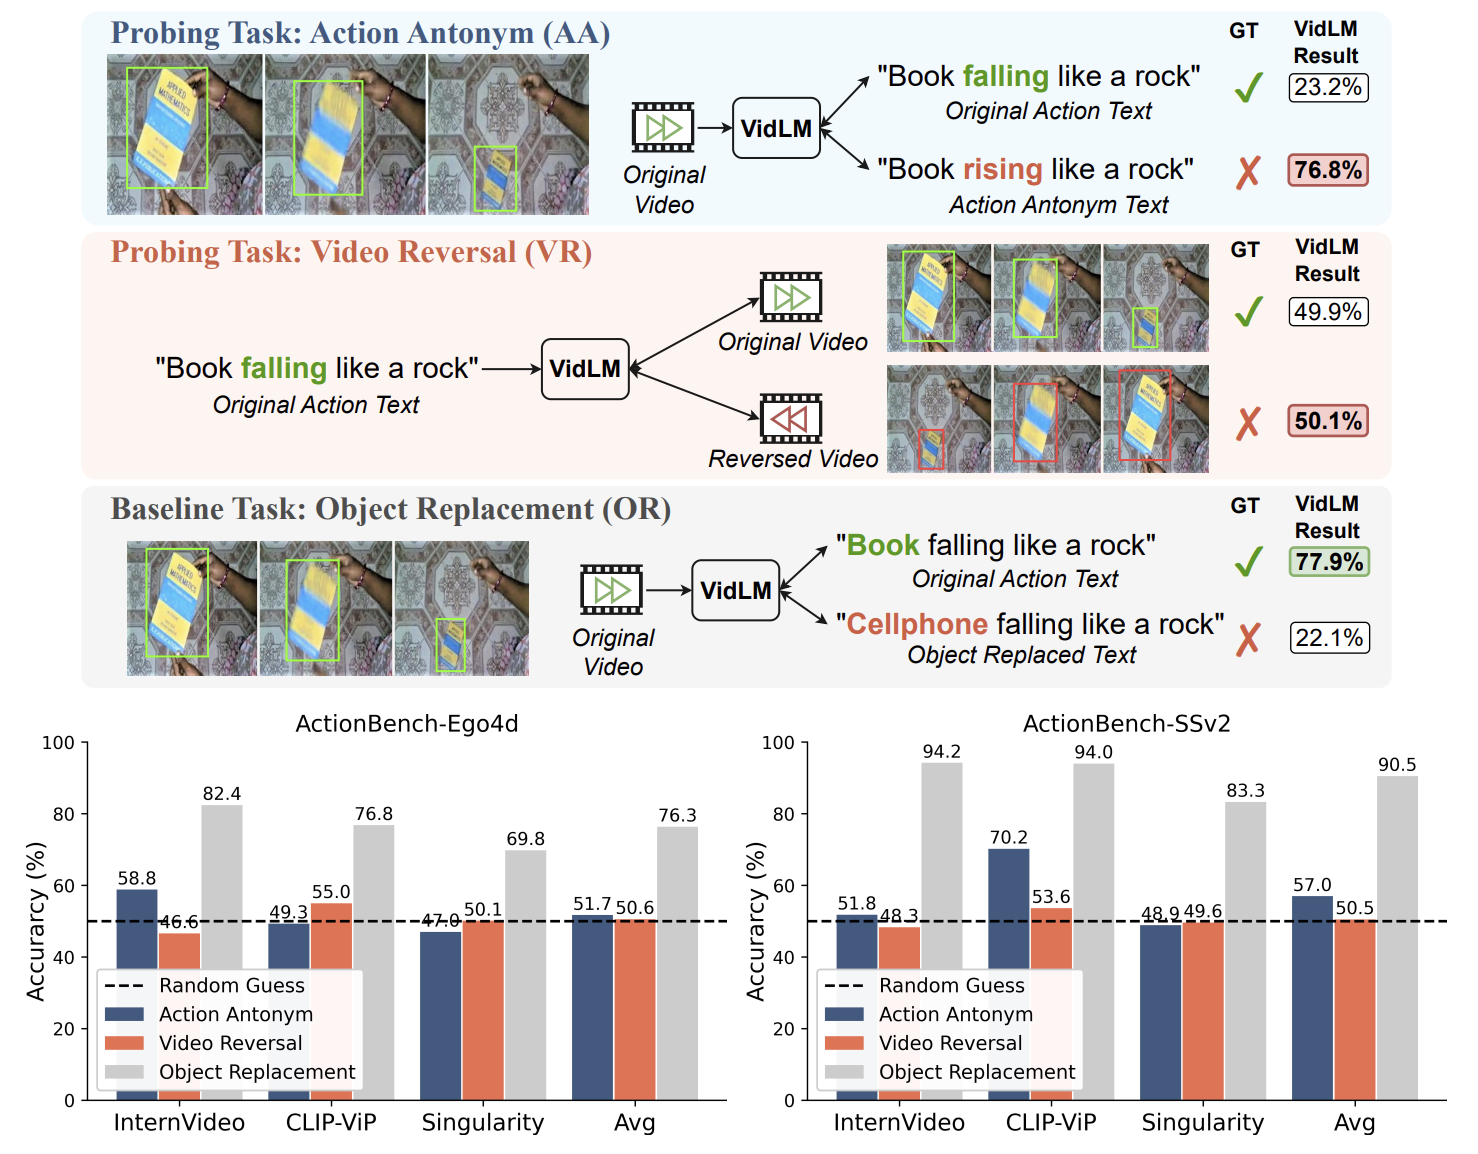 Probing Task: Action Antonym (AA)
GT
VidLM
Result
APPLIED
MATHEMATICS
Original
Video
VidLM
"Book falling like a rock"
Original Action Text
✓
23.2%
"Book rising like a rock"
Action Antonym Text
✗
76.8%
Probing Task: Video Reversal (VR)
GT
VidLM
Result
"Book falling like a rock"
Original Action Text
VidLM
Original Video
✓
49.9%
Reversed Video
✗
50.1%
Baseline Task: Object Replacement (OR)
GT
VidLM
Result
Original
Video
VidLM
"Book falling like a rock"
Original Action Text
✓
77.9%
"Cellphone falling like a rock"
Object Replaced Text
✗
22.1%
ActionBench-Ego4d
Accurarcy (%)
100
80
60
40
20
0
58.8
46.6
82.4
49.3
55.0
76.8
47.0
50.1
69.8
51.7
50.6
76.3
Random Guess
Action Antonym
Video Reversal
Object Replacement
InternVideo
CLIP-ViP
Singularity
Avg
ActionBench-SSv2
Accurarcy (%)
100
80
60
40
20
0
51.8
48.3
94.2
70.2
53.6
94.0
48.9
49.6
83.3
57.0
50.5
90.5
Random Guess
Action Antonym
Video Reversal
Object Replacement
InternVideo
CLIP-ViP
Singularity
Avg